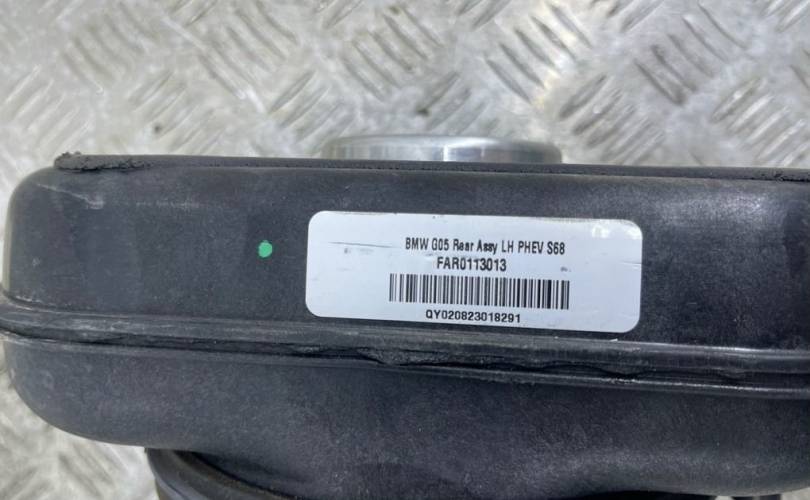 BMW G05 Rear Assy LH PHEV S68
FAR0113013
QY020823018291